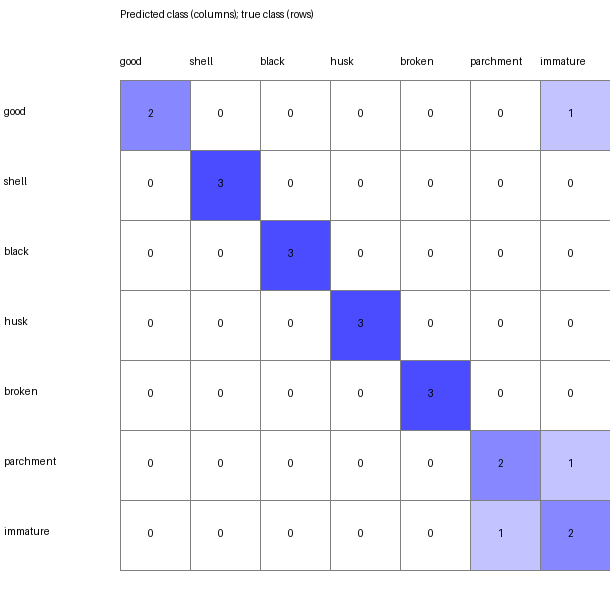 Predicted class (columns); true class (rows)
good shell black husk broken parchment immature
good 2 0 0 0 0 0 1
shell 0 3 0 0 0 0 0
black 0 0 3 0 0 0 0
husk 0 0 0 3 0 0 0
broken 0 0 0 0 3 0 0
parchment 0 0 0 0 0 2 1
immature 0 0 0 0 0 1 2